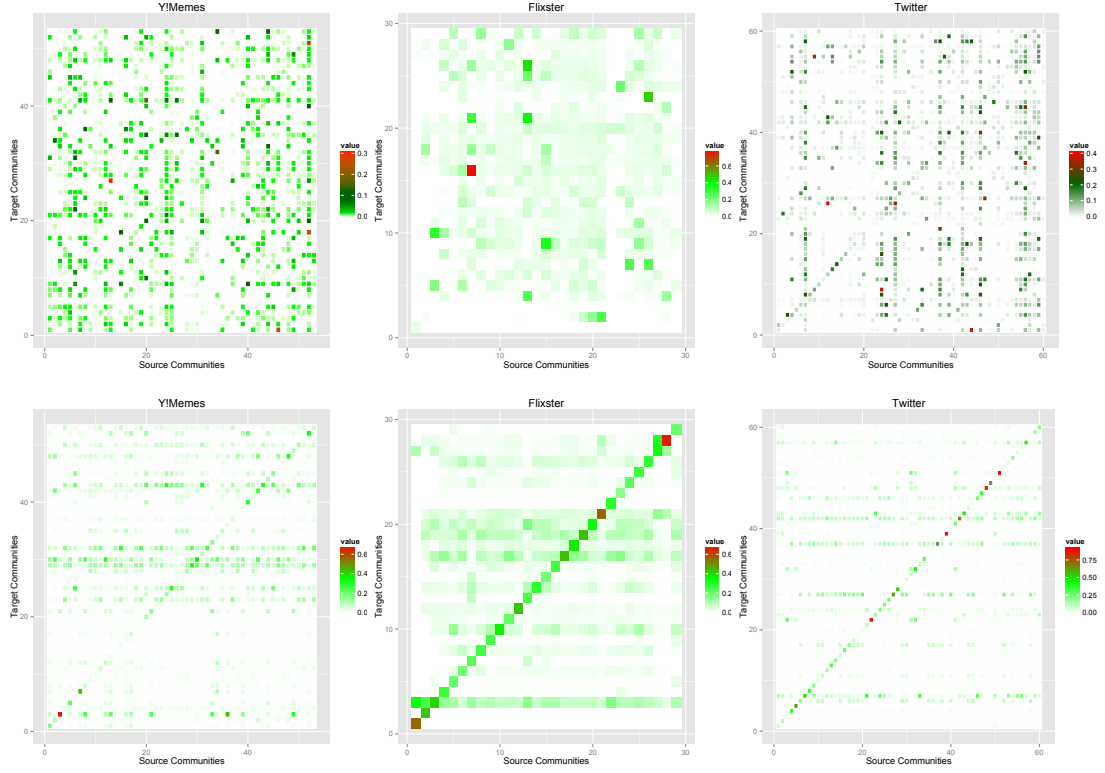 Y!Memes
Flixster
Twitter
Target Communities
40
20
0
0
20
40
Source Communities
value
0.3
0.2
0.1
0.0
Target Communities
30
20
10
0
0
10
20
30
Source Communities
value
0.6
0.4
0.2
0.0
Target Communities
60
40
20
0
0
20
40
60
Source Communities
value
0.4
0.3
0.2
0.1
0.0
Y!Memes
Flixster
Twitter
Target Communities
40
20
0
0
20
40
Source Communities
value
0.6
0.4
0.2
0.0
Target Communities
30
20
10
0
0
10
20
30
Source Communities
value
0.6
0.4
0.2
0.0
Target Communities
60
40
20
0
0
20
40
60
Source Communities
value
0.75
0.50
0.25
0.00